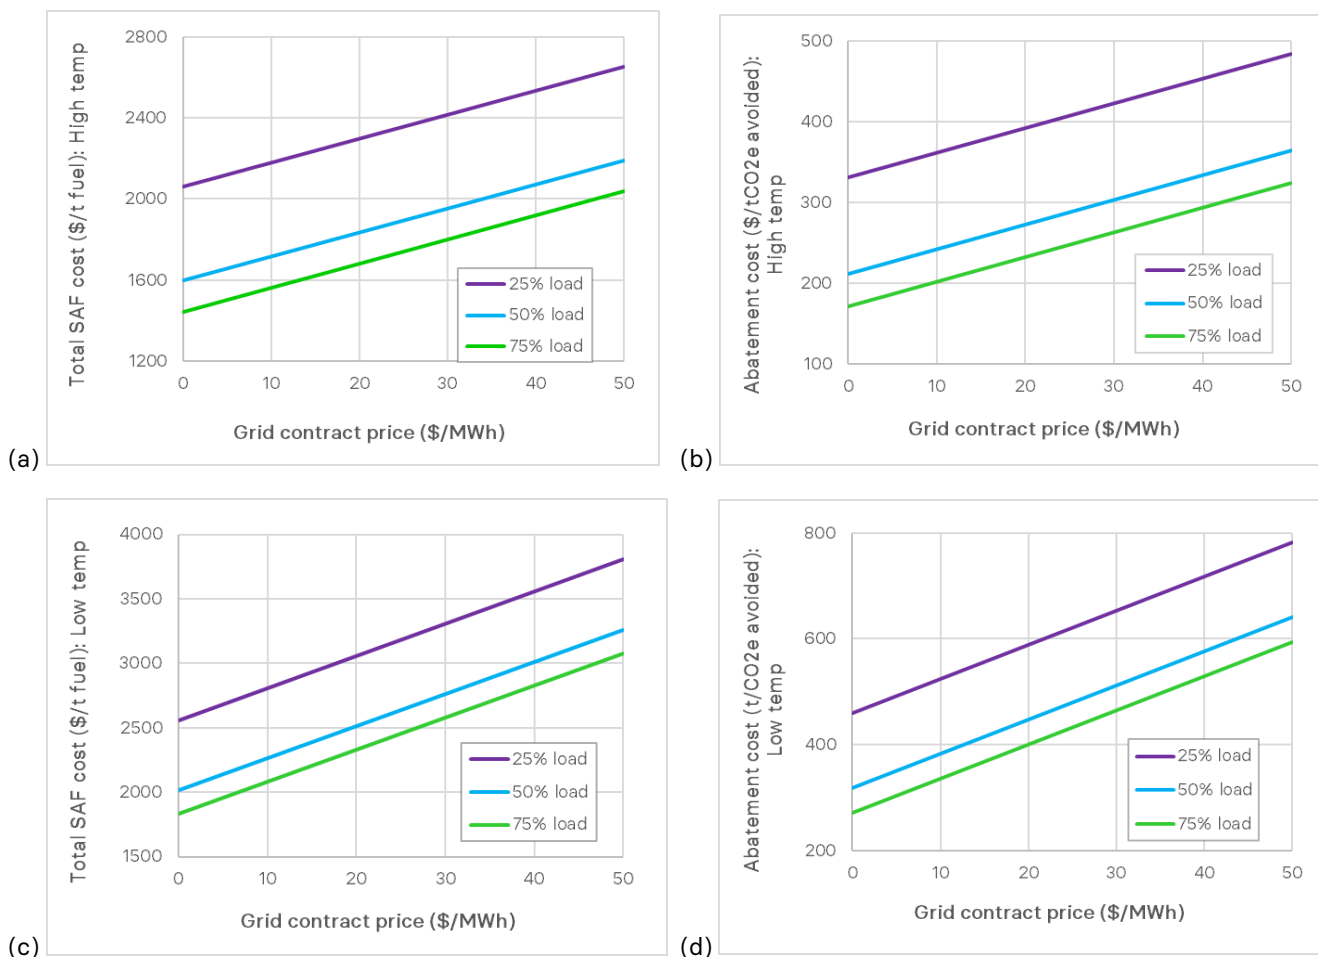 Total SAF cost ($/t fuel): High temp
2800
2400
2000
1600
1200
0 10 20 30 40 50
25% load
50% load
75% load
Grid contract price ($/MWh)
(a)
Abatement cost ($/tCO2e avoided):
High temp
500
400
300
200
100
0 10 20 30 40 50
25% load
50% load
75% load
Grid contract price ($/MWh)
(b)
Total SAF cost ($/t fuel): Low temp
4000
3500
3000
2500
2000
1500
0 10 20 30 40 50
25% load
50% load
75% load
Grid contract price ($/MWh)
(c)
Abatement cost (t/CO2e avoided):
Low temp
800
600
400
200
0 10 20 30 40 50
25% load
50% load
75% load
Grid contract price ($/MWh)
(d)